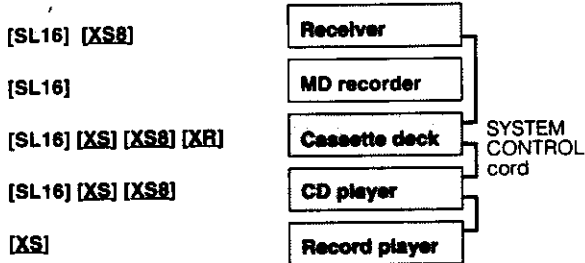 [SL16] [XS8] Receiver
[SL16] MD recorder
[SL16] [XS] [XS8] [XR] Cassette deck
SYSTEM
CONTROL
cord
[SL16] [XS] [XS8] CD player
[XS] Record player